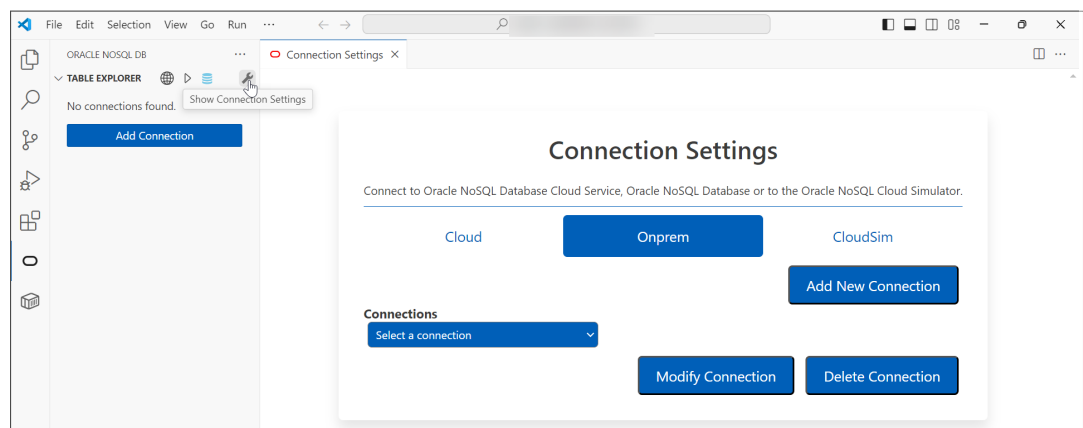 File Edit Selection View Go Run ···
ORACLE NOSQL DB ···
Connection Settings
TABLE EXPLORER
Show Connection Settings
No connections found.
Add Connection
Connection Settings
Connect to Oracle NoSQL Database Cloud Service, Oracle NoSQL Database or to the Oracle NoSQL Cloud Simulator.
Cloud Onprem CloudSim
Add New Connection
Connections
Select a connection
Modify Connection Delete Connection